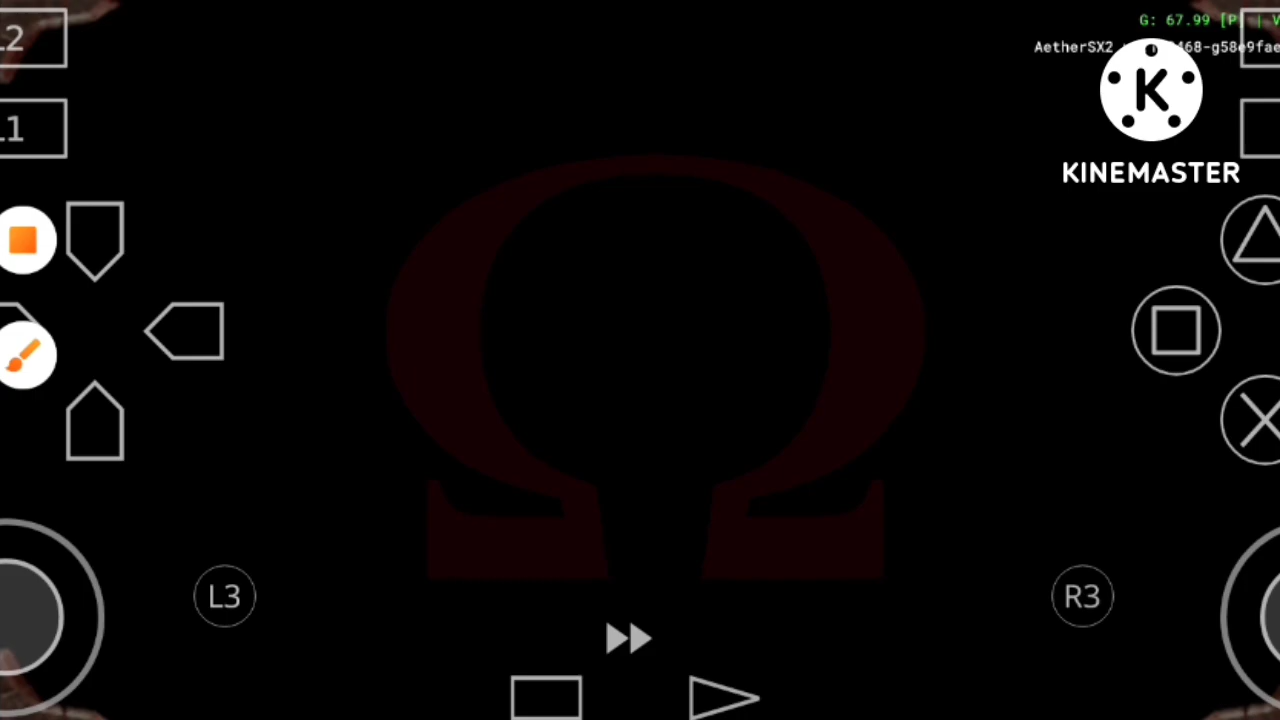 G: 67.99 [P
AetherSX2
KINEMASTER
K
L3
R3
Ω